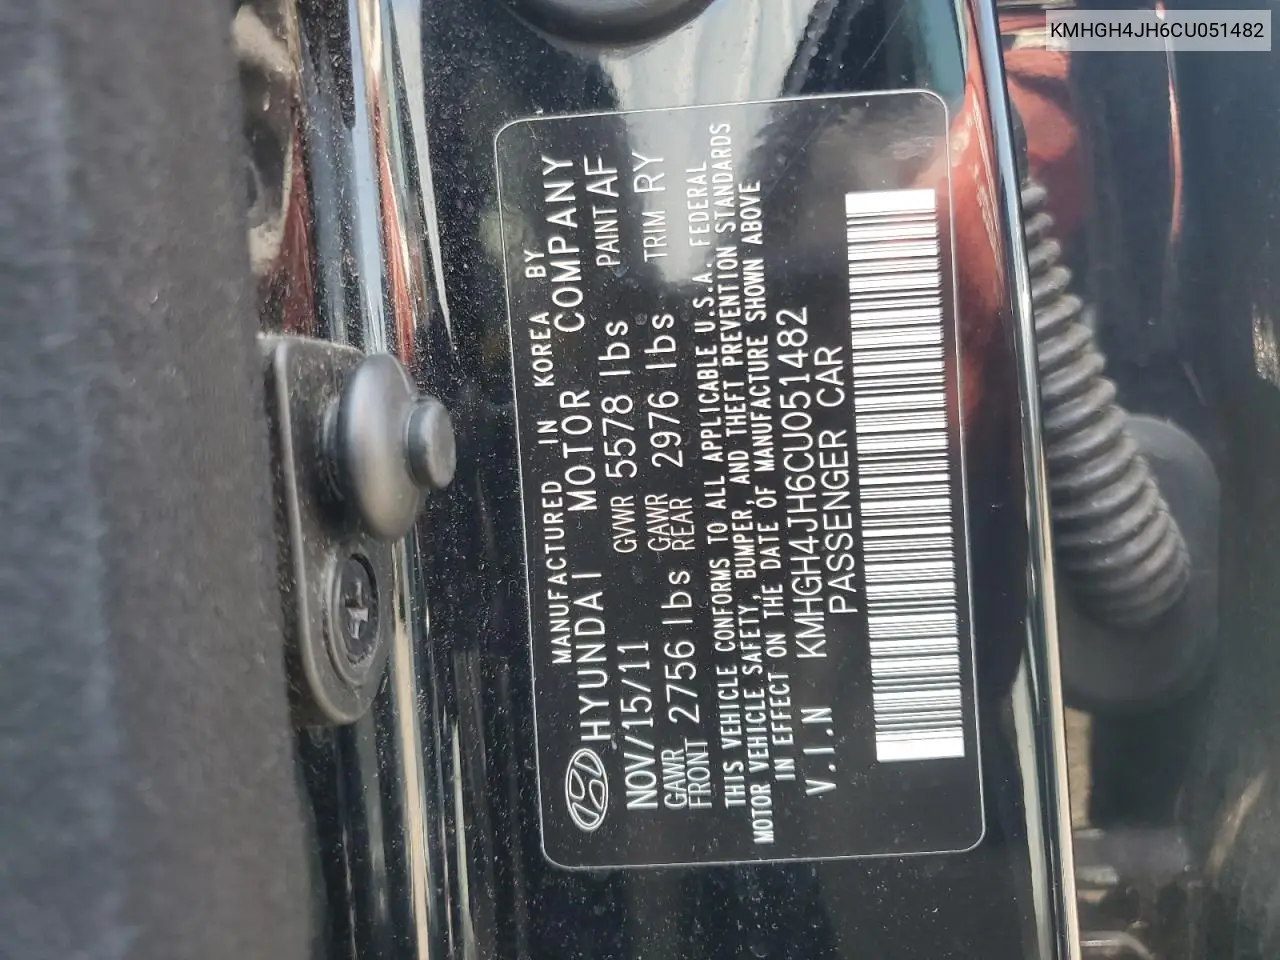 KMHGH4JH6CU051482
MANUFACTURED IN KOREA BY
HYUNDAI MOTOR COMPANY
NOV/15/11 GVWR 5578 lbs PAINT AF
GAWR FRONT 2756 lbs GAWR REAR 2976 lbs TRIM RY
THIS VEHICLE CONFORMS TO ALL APPLICABLE U.S.A. FEDERAL
MOTOR VEHICLE SAFETY, BUMPER, AND THEFT PREVENTION STANDARDS
IN EFFECT ON THE DATE OF MANUFACTURE SHOWN ABOVE
V.I.N KMHGH4JH6CU051482
PASSENGER CAR